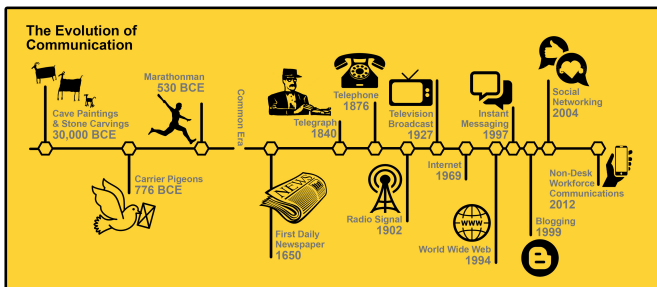 The Evolution of
Communication
Cave Paintings
& Stone Carvings
30,000 BCE
Carrier Pigeons
776 BCE
Marathonman
530 BCE
Common Era
NEWS
First Daily
Newspaper
1650
Telegraph
1840
Telephone
1876
Radio Signal
1902
Television
Broadcast
1927
Internet
1969
WWW
World Wide Web
1994
Instant
Messaging
1997
Blogging
1999
Social
Networking
2004
Non-Desk
Workforce
Communications
2012